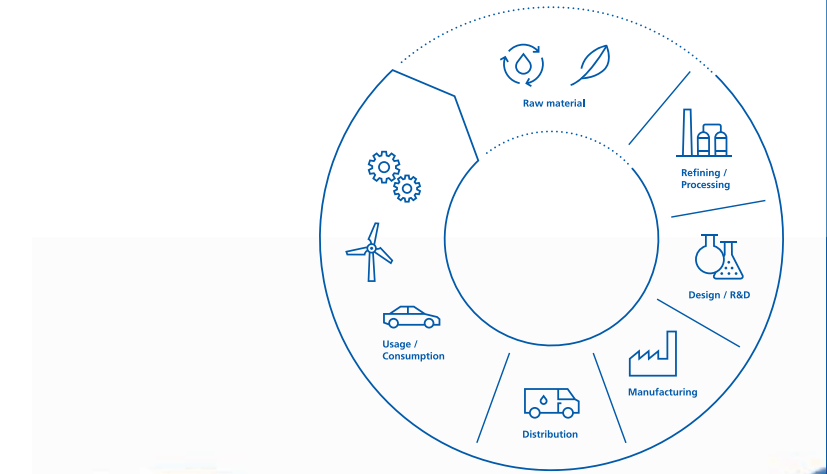 Raw material
Refining /
Processing
Design / R&D
Manufacturing
Distribution
Usage /
Consumption